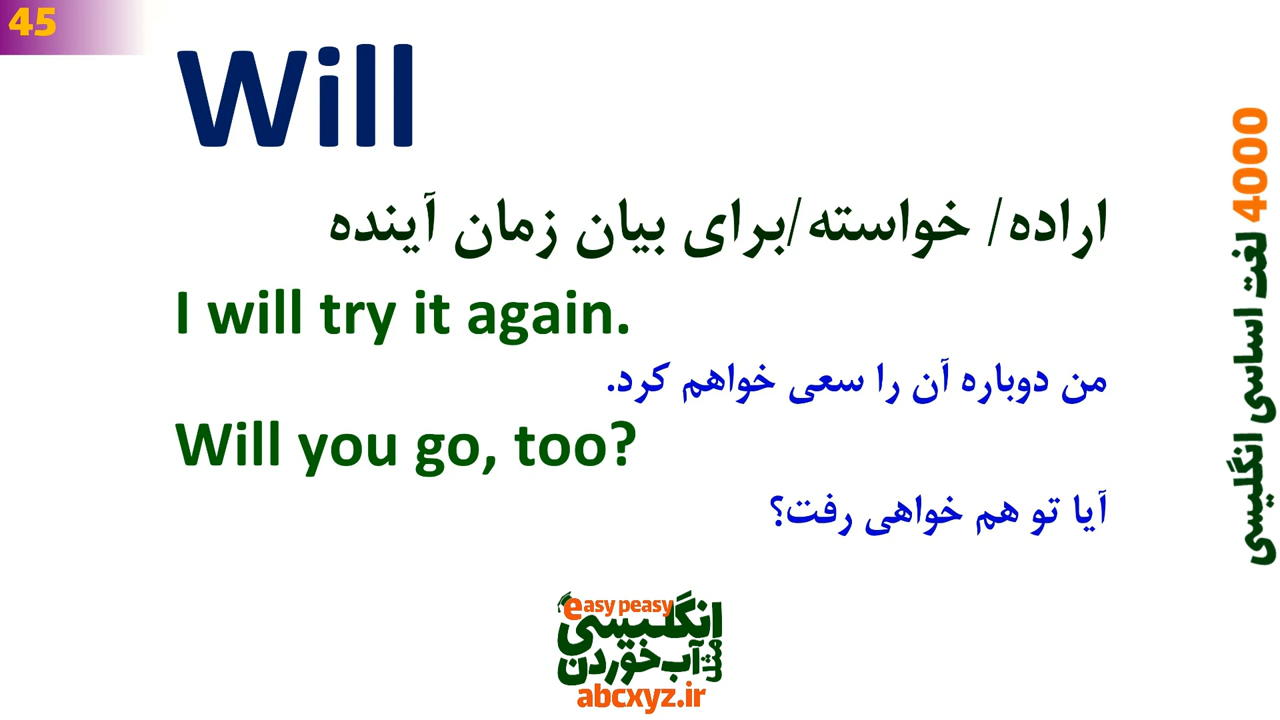 45
Will
اراده/ خواسته/برای بیان زمان آینده
I will try it again.
من دوباره آن را سعی خواهم کرد.
Will you go, too?
آیا تو هم خواهی رفت؟
4000 لغت اساسی انگلیسی
easy peasy
انگلیسی
مثل آب خوردن
abcxyz.ir